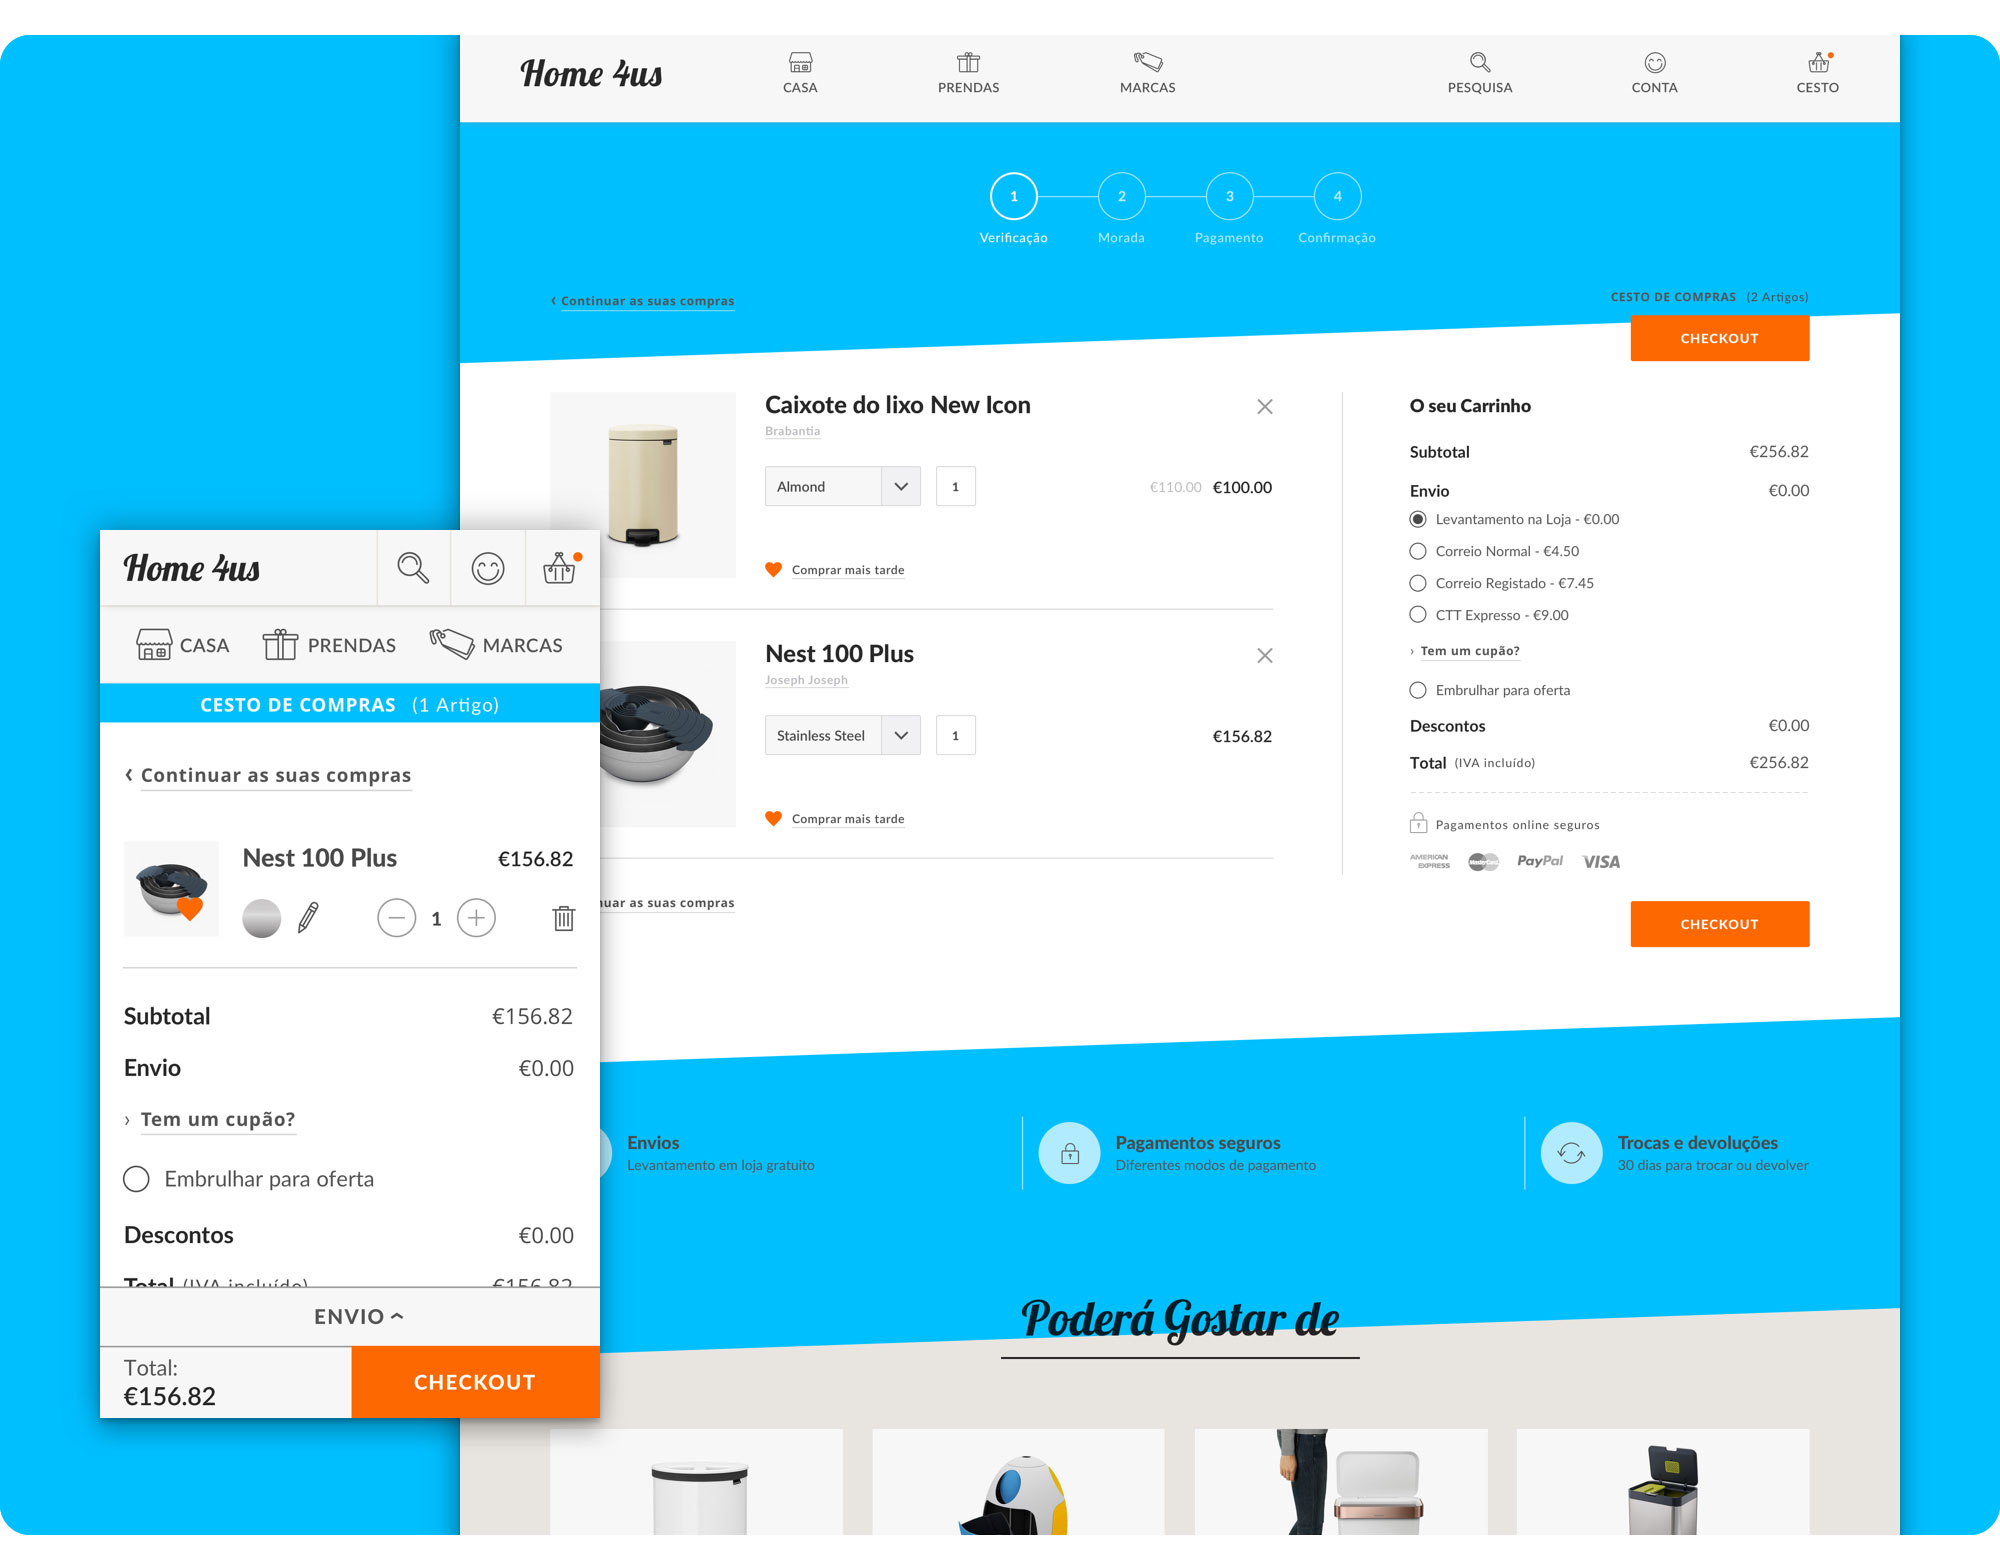 Home 4us
CASA
PRENDAS
MARCAS
PESQUISA
CONTA
CESTO
1
2
3
4
Verificação
Morada
Pagamento
Confirmação
‹ Continuar as suas compras
CESTO DE COMPRAS (2 Artigos)
CHECKOUT
Caixote do lixo New Icon
Brabantia
Almond
1
€110.00 €100.00
Comprar mais tarde
Nest 100 Plus
Joseph Joseph
Stainless Steel
1
€156.82
Comprar mais tarde
uar as suas compras
O seu Carrinho
Subtotal €256.82
Envio €0.00
Levantamento na Loja - €0.00
Correio Normal - €4.50
Correio Registado - €7.45
CTT Expresso - €9.00
› Tem um cupão?
Embrulhar para oferta
Descontos €0.00
Total (IVA incluído) €256.82
Pagamentos online seguros
AMERICAN EXPRESS MasterCard PayPal VISA
CHECKOUT
Envios
Levantamento em loja gratuito
Pagamentos seguros
Diferentes modos de pagamento
Trocas e devoluções
30 dias para trocar ou devolver
Poderá Gostar de
Home 4us
CASA
PRENDAS
MARCAS
CESTO DE COMPRAS (1 Artigo)
‹ Continuar as suas compras
Nest 100 Plus €156.82
1
Subtotal €156.82
Envio €0.00
› Tem um cupão?
Embrulhar para oferta
Descontos €0.00
Total (IVA incluído) €156.82
ENVIO
Total:
€156.82
CHECKOUT